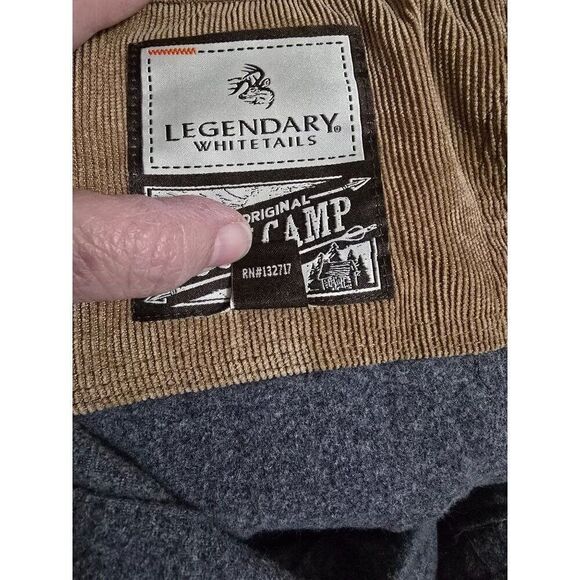 LEGENDARY®
WHITETAILS
ORIGINAL
CAMP
RN#132717